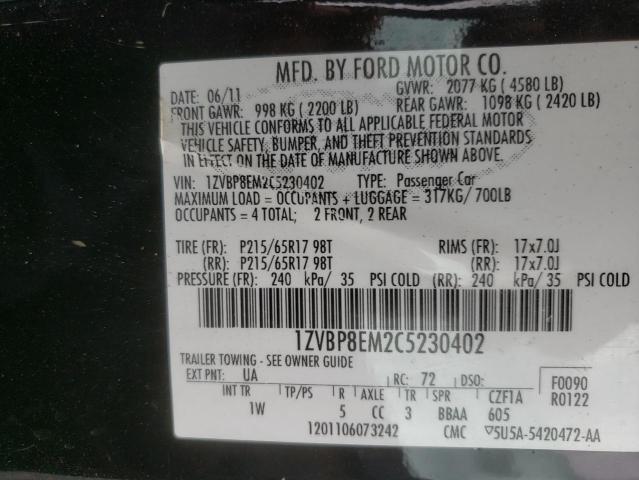 MFD. BY FORD MOTOR CO.
DATE: 06/11 GVWR: 2077 KG ( 4580 LB)
FRONT GAWR: 998 KG ( 2200 LB) REAR GAWR: 1098 KG ( 2420 LB)
THIS VEHICLE CONFORMS TO ALL APPLICABLE FEDERAL MOTOR
VEHICLE SAFETY, BUMPER, AND THEFT PREVENTION STANDARDS
IN EFFECT ON THE DATE OF MANUFACTURE SHOWN ABOVE.
VIN: 1ZVBP8EM2C5230402 TYPE: Passenger Car
MAXIMUM LOAD = OCCUPANTS + LUGGAGE = 317KG/ 700LB
OCCUPANTS = 4 TOTAL; 2 FRONT, 2 REAR
TIRE (FR): P215/65R17 98T RIMS (FR): 17x7.0J
(RR): P215/65R17 98T (RR): 17x7.0J
PRESSURE (FR): 240 kPa/ 35 PSI COLD (RR): 240 kPa/ 35 PSI COLD
1ZVBP8EM2C5230402
TRAILER TOWING - SEE OWNER GUIDE
EXT PNT: UA RC: 72 DSO: F0090
INT TR TP/PS R AXLE TR SPR CZF1A R0122
1W 5 CC 3 BBAA 605
1201106073242 CMC ▽5U5A-5420472-AA